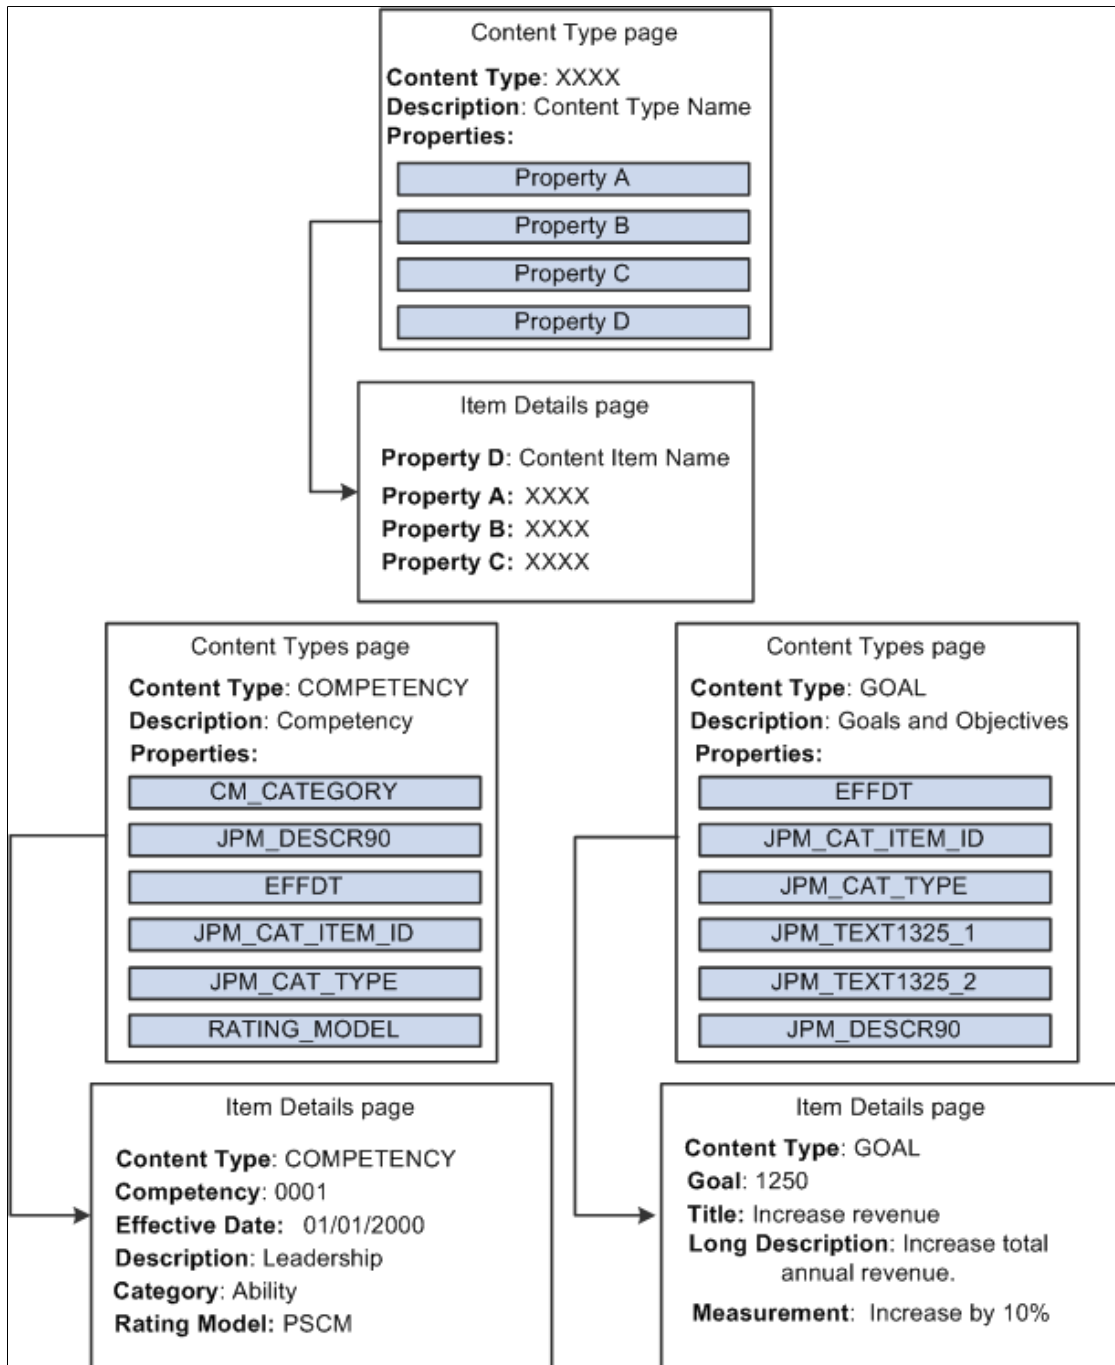 Content Type page
Content Type: XXXX
Description: Content Type Name
Properties:
Property A
Property B
Property C
Property D
Item Details page
Property D: Content Item Name
Property A: XXXX
Property B: XXXX
Property C: XXXX
Content Types page
Content Type: COMPETENCY
Description: Competency
Properties:
CM_CATEGORY
JPM_DESCR90
EFFDT
JPM_CAT_ITEM_ID
JPM_CAT_TYPE
RATING_MODEL
Content Types page
Content Type: GOAL
Description: Goals and Objectives
Properties:
EFFDT
JPM_CAT_ITEM_ID
JPM_CAT_TYPE
JPM_TEXT1325_1
JPM_TEXT1325_2
JPM_DESCR90
Item Details page
Content Type: COMPETENCY
Competency: 0001
Effective Date: 01/01/2000
Description: Leadership
Category: Ability
Rating Model: PSCM
Item Details page
Content Type: GOAL
Goal: 1250
Title: Increase revenue
Long Description: Increase total
annual revenue.
Measurement: Increase by 10%